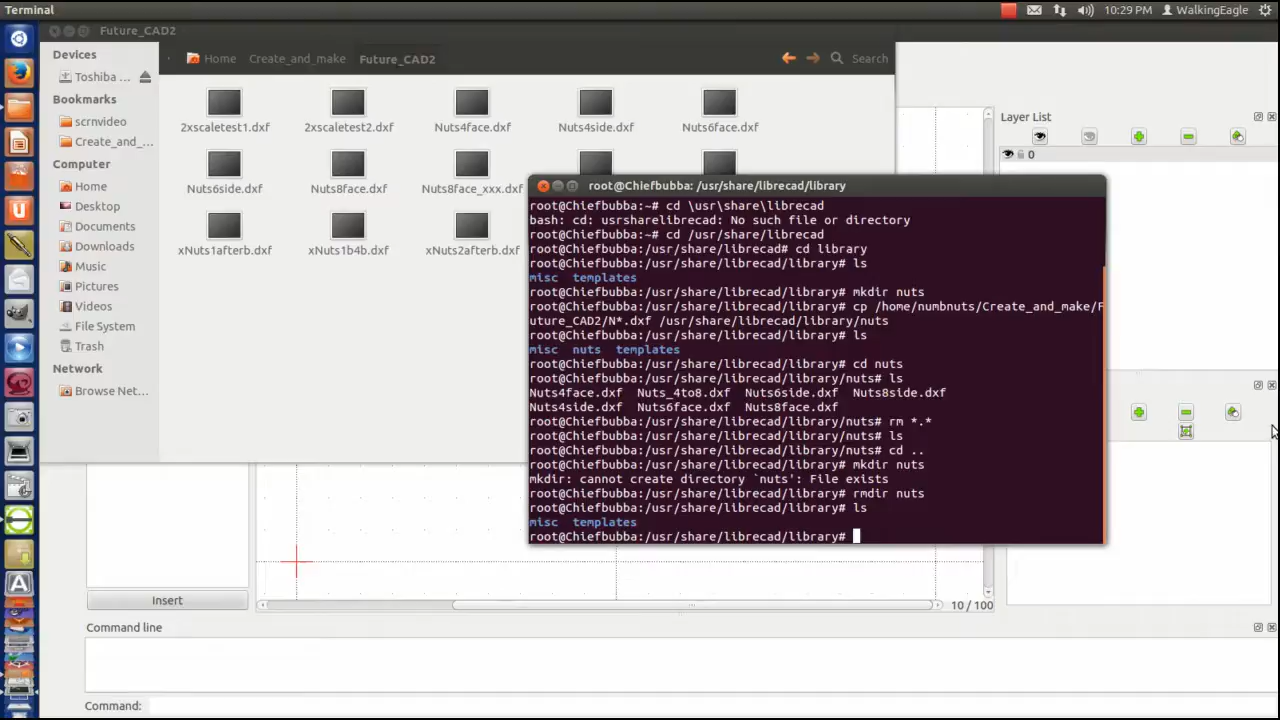 Terminal
10:29 PM
WalkingEagle
Future_CAD2
Devices
Toshiba ...
Bookmarks
scrnvideo
Create_and_...
Computer
Home
Desktop
Documents
Downloads
Music
Pictures
Videos
File System
Trash
Network
Browse Net...
Home
Create_and_make
Future_CAD2
Search
2xscaletest1.dxf
2xscaletest2.dxf
Nuts4face.dxf
Nuts4side.dxf
Nuts6face.dxf
Nuts6side.dxf
Nuts8face.dxf
Nuts8face_xxx.dxf
xNuts1afterb.dxf
xNuts1b4b.dxf
xNuts2afterb.dxf
root@Chiefbubba: /usr/share/librecad/library
root@Chiefbubba:~# cd \usr\share\librecad
bash: cd: usrsharelibrecad: No such file or directory
root@Chiefbubba:~# cd /usr/share/librecad
root@Chiefbubba:/usr/share/librecad# cd library
root@Chiefbubba:/usr/share/librecad/library# ls
misc  templates
root@Chiefbubba:/usr/share/librecad/library# mkdir nuts
root@Chiefbubba:/usr/share/librecad/library# cp /home/numbnuts/Create_and_make/F
uture_CAD2/N*.dxf /usr/share/librecad/library/nuts
root@Chiefbubba:/usr/share/librecad/library# ls
misc  nuts  templates
root@Chiefbubba:/usr/share/librecad/library# cd nuts
root@Chiefbubba:/usr/share/librecad/library/nuts# ls
Nuts4face.dxf  Nuts_4to8.dxf  Nuts6side.dxf  Nuts8side.dxf
Nuts4side.dxf  Nuts6face.dxf  Nuts8face.dxf
root@Chiefbubba:/usr/share/librecad/library/nuts# rm *.*
root@Chiefbubba:/usr/share/librecad/library/nuts# ls
root@Chiefbubba:/usr/share/librecad/library/nuts# cd ..
root@Chiefbubba:/usr/share/librecad/library# mkdir nuts
mkdir: cannot create directory `nuts': File exists
root@Chiefbubba:/usr/share/librecad/library# rmdir nuts
root@Chiefbubba:/usr/share/librecad/library# ls
misc  templates
root@Chiefbubba:/usr/share/librecad/library#
Layer List
0
Insert
10 / 100
Command line
Command: